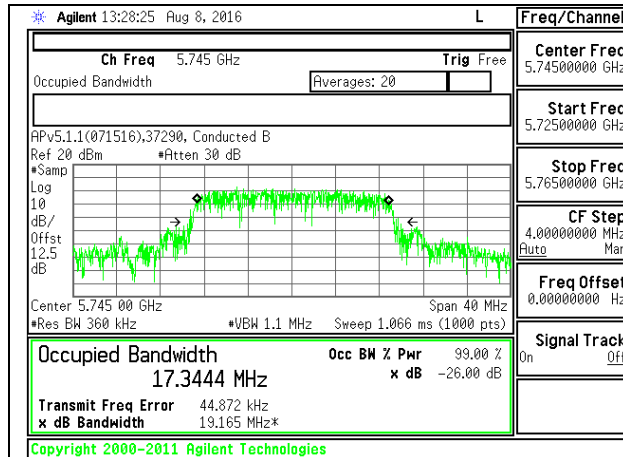 Agilent 13:28:25 Aug 8, 2016 L
Freq/Channel
Ch Freq 5.745 GHz Trig Free
Occupied Bandwidth Averages: 20
APv5.1.1(071516),37290, Conducted B
Ref 20 dBm #Atten 30 dB
#Samp
Log
10
dB/
Offst
12.5
dB
Center 5.745 00 GHz Span 40 MHz
#Res BW 360 kHz #VBW 1.1 MHz Sweep 1.066 ms (1000 pts)
Occupied Bandwidth Occ BW % Pwr 99.00 %
17.3444 MHz x dB -26.00 dB
Transmit Freq Error 44.872 kHz
x dB Bandwidth 19.165 MHz*
Copyright 2000-2011 Agilent Technologies
Center Freq
5.74500000 GHz
Start Freq
5.72500000 GHz
Stop Freq
5.76500000 GHz
CF Step
4.00000000 MHz
Auto Man
Freq Offset
0.00000000 Hz
Signal Track
On Off